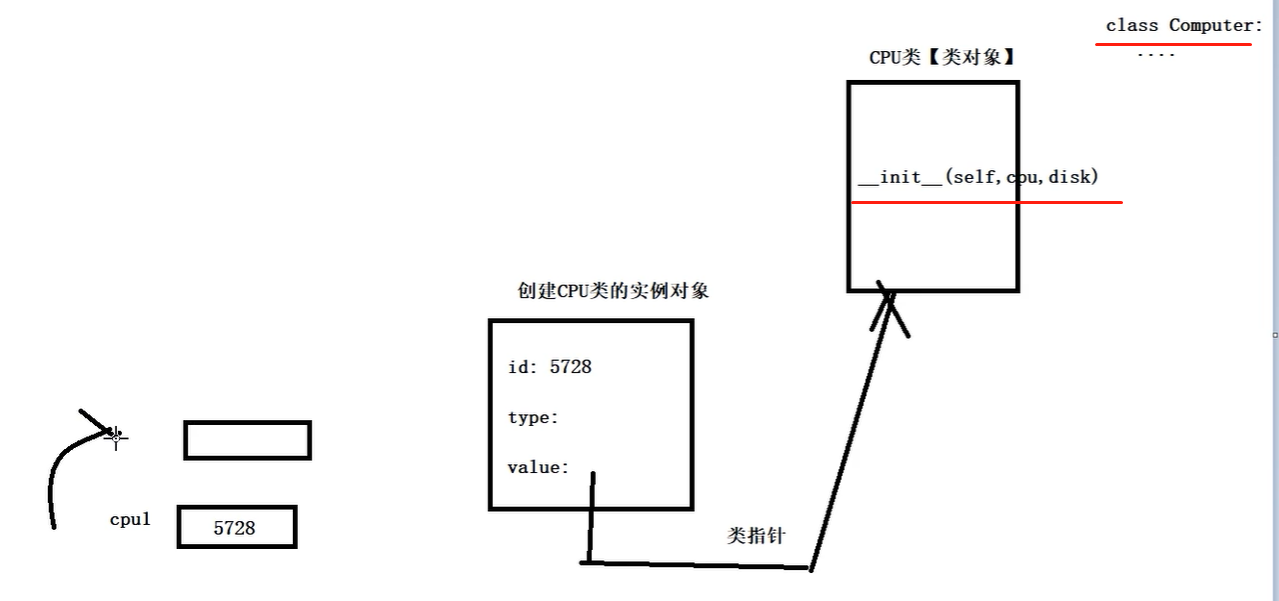 class Computer:
....
CPU类【类对象】
__init__(self,cpu,disk)
创建CPU类的实例对象
id: 5728
type:
value:
cpu1
5728
类指针